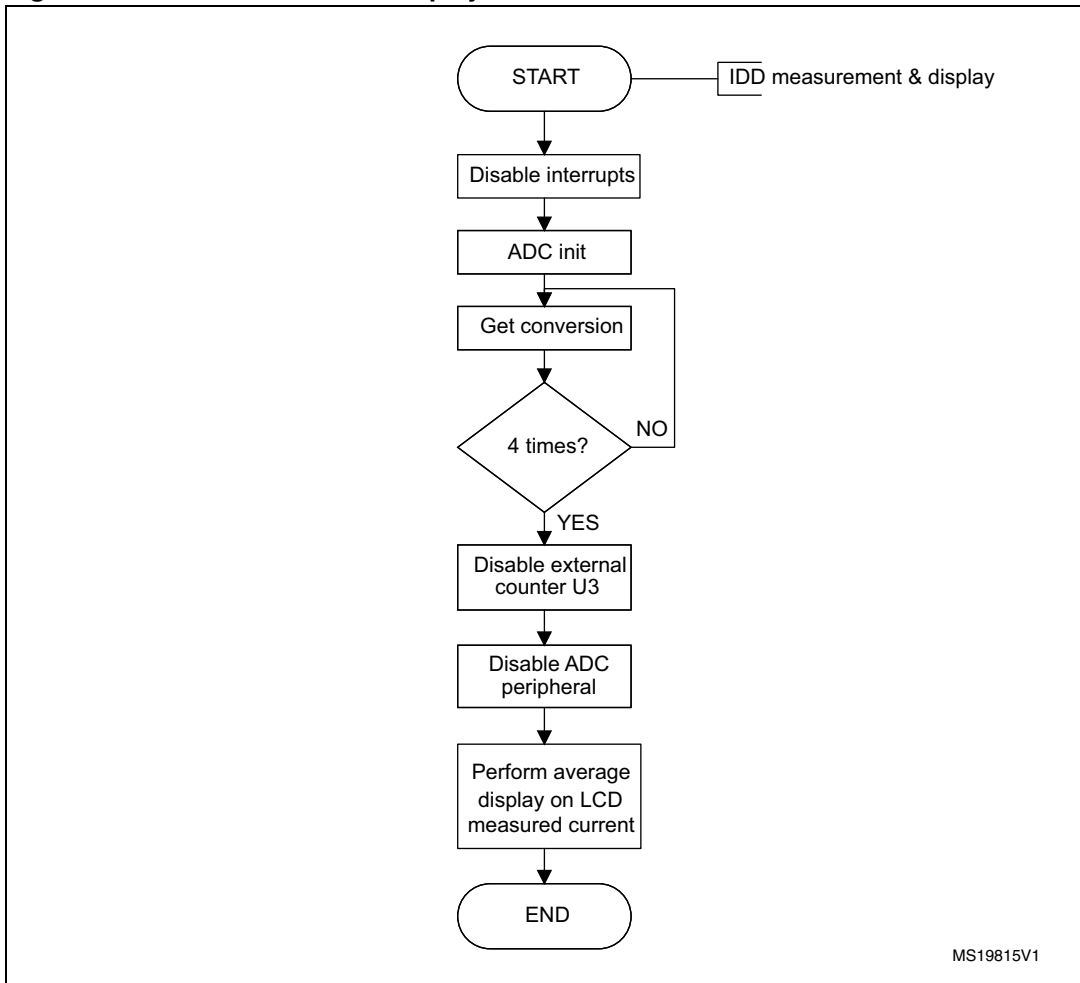 START
IDD measurement & display
Disable interrupts
ADC init
Get conversion
4 times?
NO
YES
Disable external
counter U3
Disable ADC
peripheral
Perform average
display on LCD
measured current
END
MS19815V1